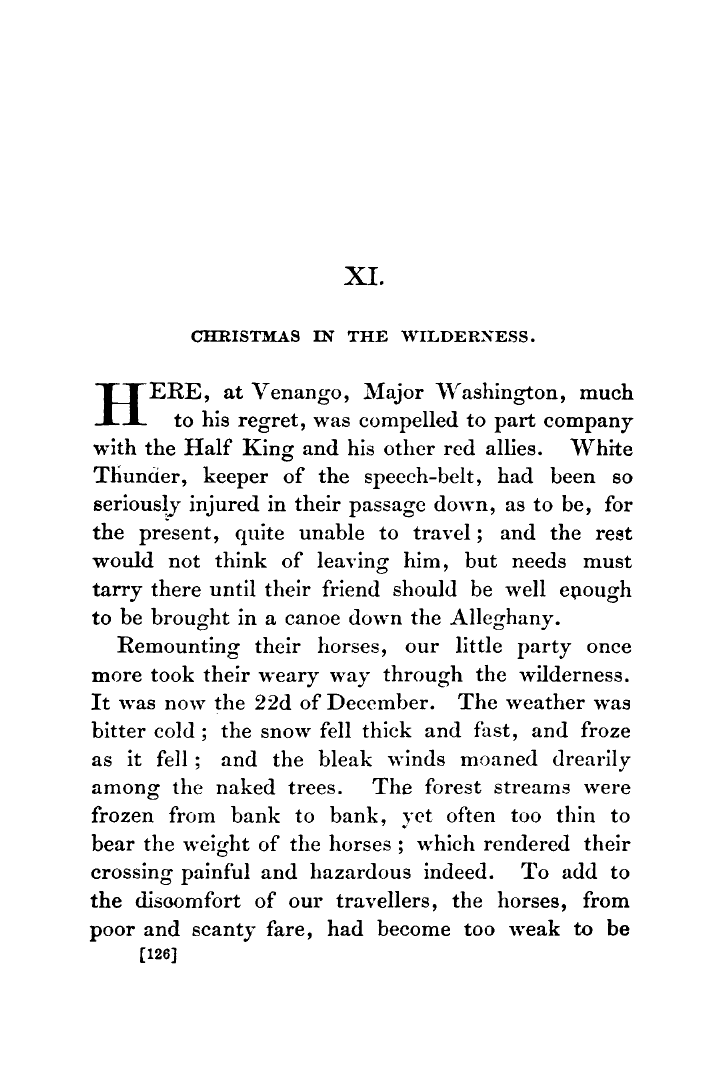 XI.
CHRISTMAS IN THE WILDERNESS.
HERE, at Venango, Major Washington, much
to his regret, was compelled to part company
with the Half King and his other red allies. White
Thunder, keeper of the speech-belt, had been so
seriously injured in their passage down, as to be, for
the present, quite unable to travel; and the rest
would not think of leaving him, but needs must
tarry there until their friend should be well enough
to be brought in a canoe down the Alleghany.
Remounting their horses, our little party once
more took their weary way through the wilderness.
It was now the 22d of December. The weather was
bitter cold; the snow fell thick and fast, and froze
as it fell; and the bleak winds moaned drearily
among the naked trees. The forest streams were
frozen from bank to bank, yet often too thin to
bear the weight of the horses; which rendered their
crossing painful and hazardous indeed. To add to
the discomfort of our travellers, the horses, from
poor and scanty fare, had become too weak to be
[126]